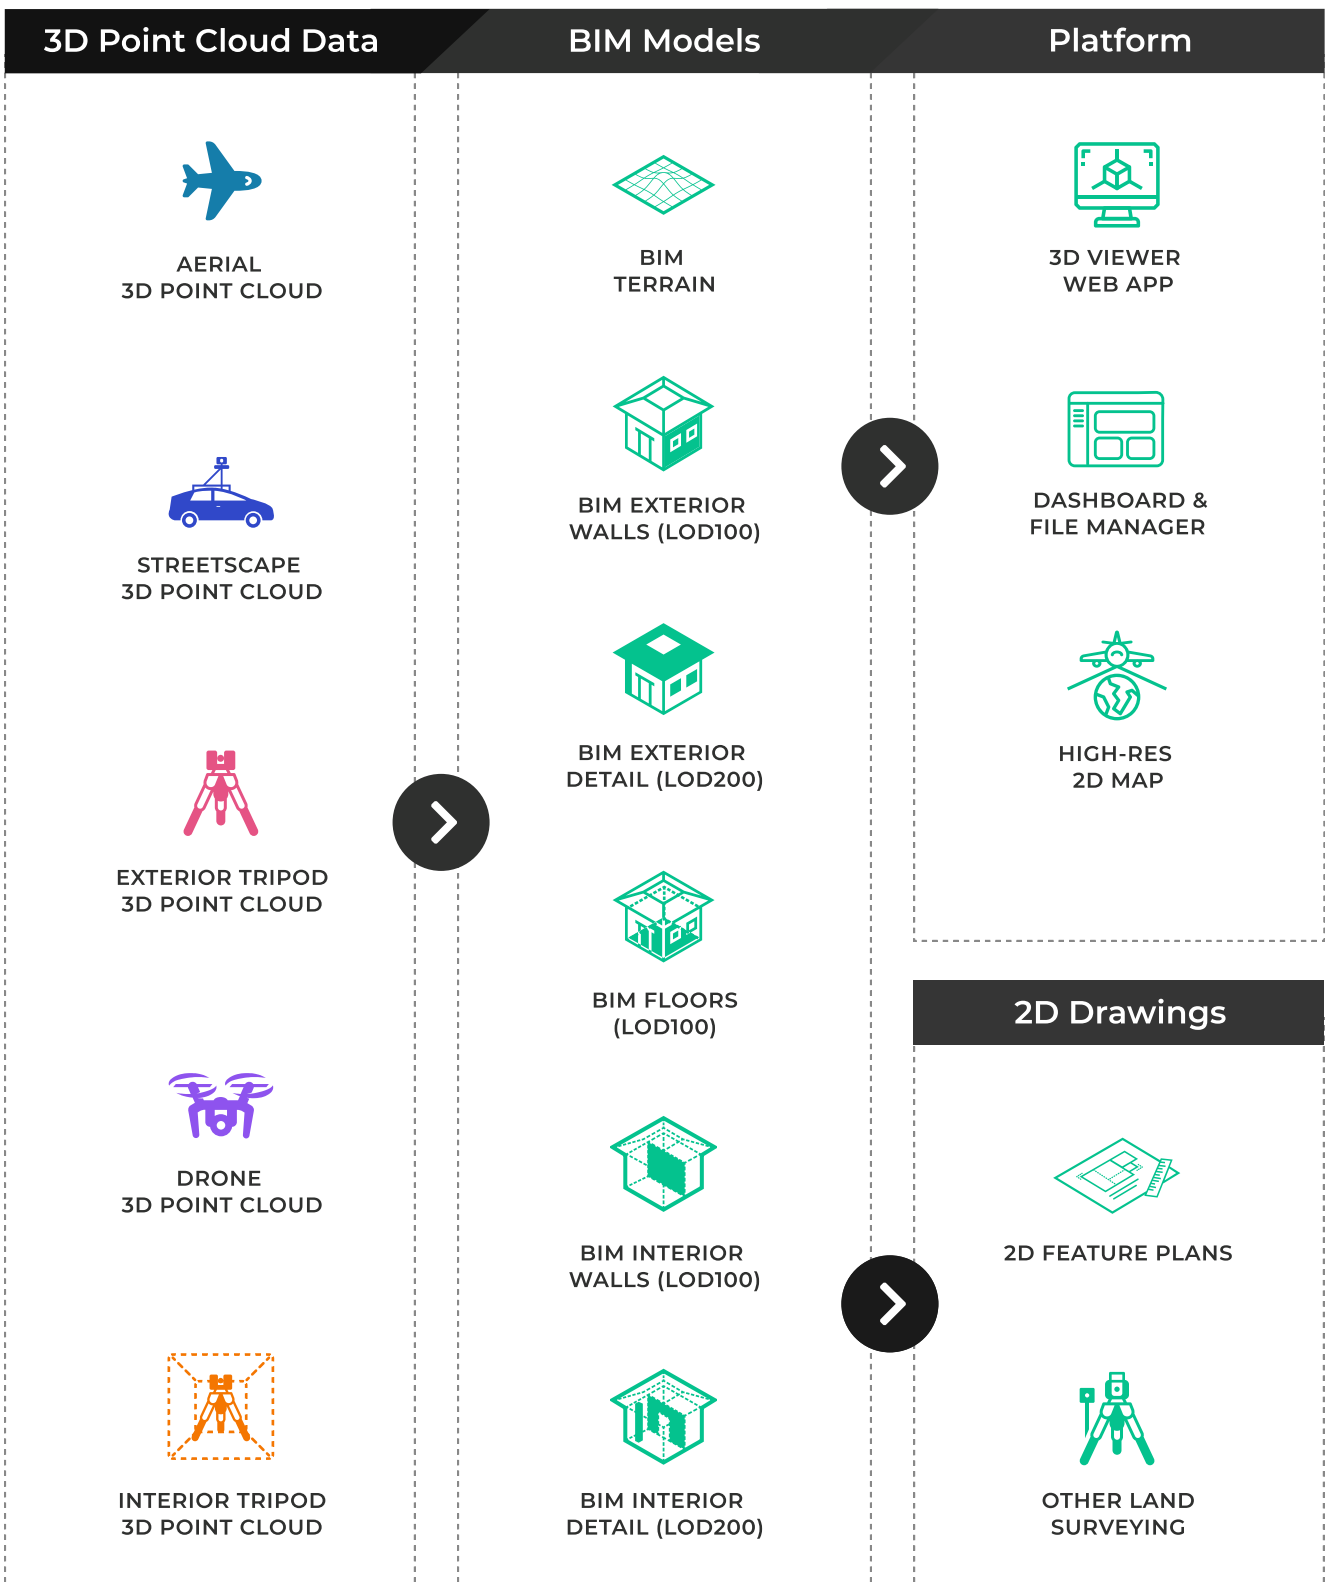 3D Point Cloud Data
AERIAL
3D POINT CLOUD
STREETSCAPE
3D POINT CLOUD
EXTERIOR TRIPOD
3D POINT CLOUD
DRONE
3D POINT CLOUD
INTERIOR TRIPOD
3D POINT CLOUD
BIM Models
BIM
TERRAIN
BIM EXTERIOR
WALLS (LOD100)
BIM EXTERIOR
DETAIL (LOD200)
BIM FLOORS
(LOD100)
BIM INTERIOR
WALLS (LOD100)
BIM INTERIOR
DETAIL (LOD200)
Platform
3D VIEWER
WEB APP
DASHBOARD &
FILE MANAGER
HIGH-RES
2D MAP
2D Drawings
2D FEATURE PLANS
OTHER LAND
SURVEYING